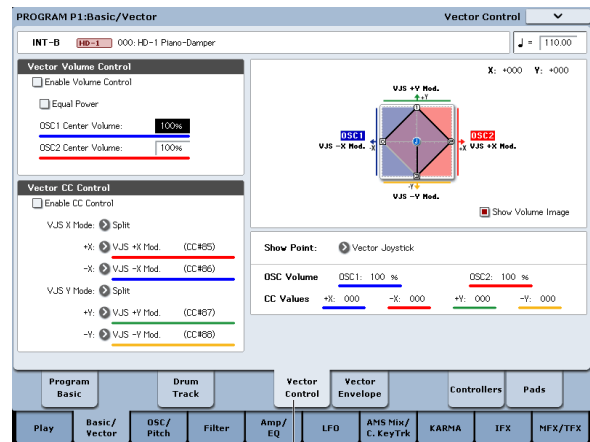 PROGRAM P1:Basic/Vector Vector Control
INT-B HD-1 000: HD-1 Piano-Damper ♩ = 110.00
Vector Volume Control
Enable Volume Control
Equal Power
OSC1 Center Volume: 100%
OSC2 Center Volume: 100%
Vector CC Control
Enable CC Control
VJS X Mode: Split
+X: VJS +X Mod. (CC#85)
-X: VJS -X Mod. (CC#86)
VJS Y Mode: Split
+Y: VJS +Y Mod. (CC#87)
-Y: VJS -Y Mod. (CC#88)
X: +000 Y: +000
VJS +Y Mod.
+Y
OSC1
VJS -X Mod.
-X
OSC2
VJS +X Mod.
+X
-Y
VJS -Y Mod.
Show Volume Image
Show Point: Vector Joystick
OSC Volume OSC1: 100 % OSC2: 100 %
CC Values +X: 000 -X: 000 +Y: 000 -Y: 000
Program Basic
Drum Track
Vector Control
Vector Envelope
Controllers
Pads
Play
Basic/ Vector
OSC/ Pitch
Filter
Amp/ EQ
LFO
AMS Mix/ C.KeyTrk
KARMA
IFX
MFX/TFX